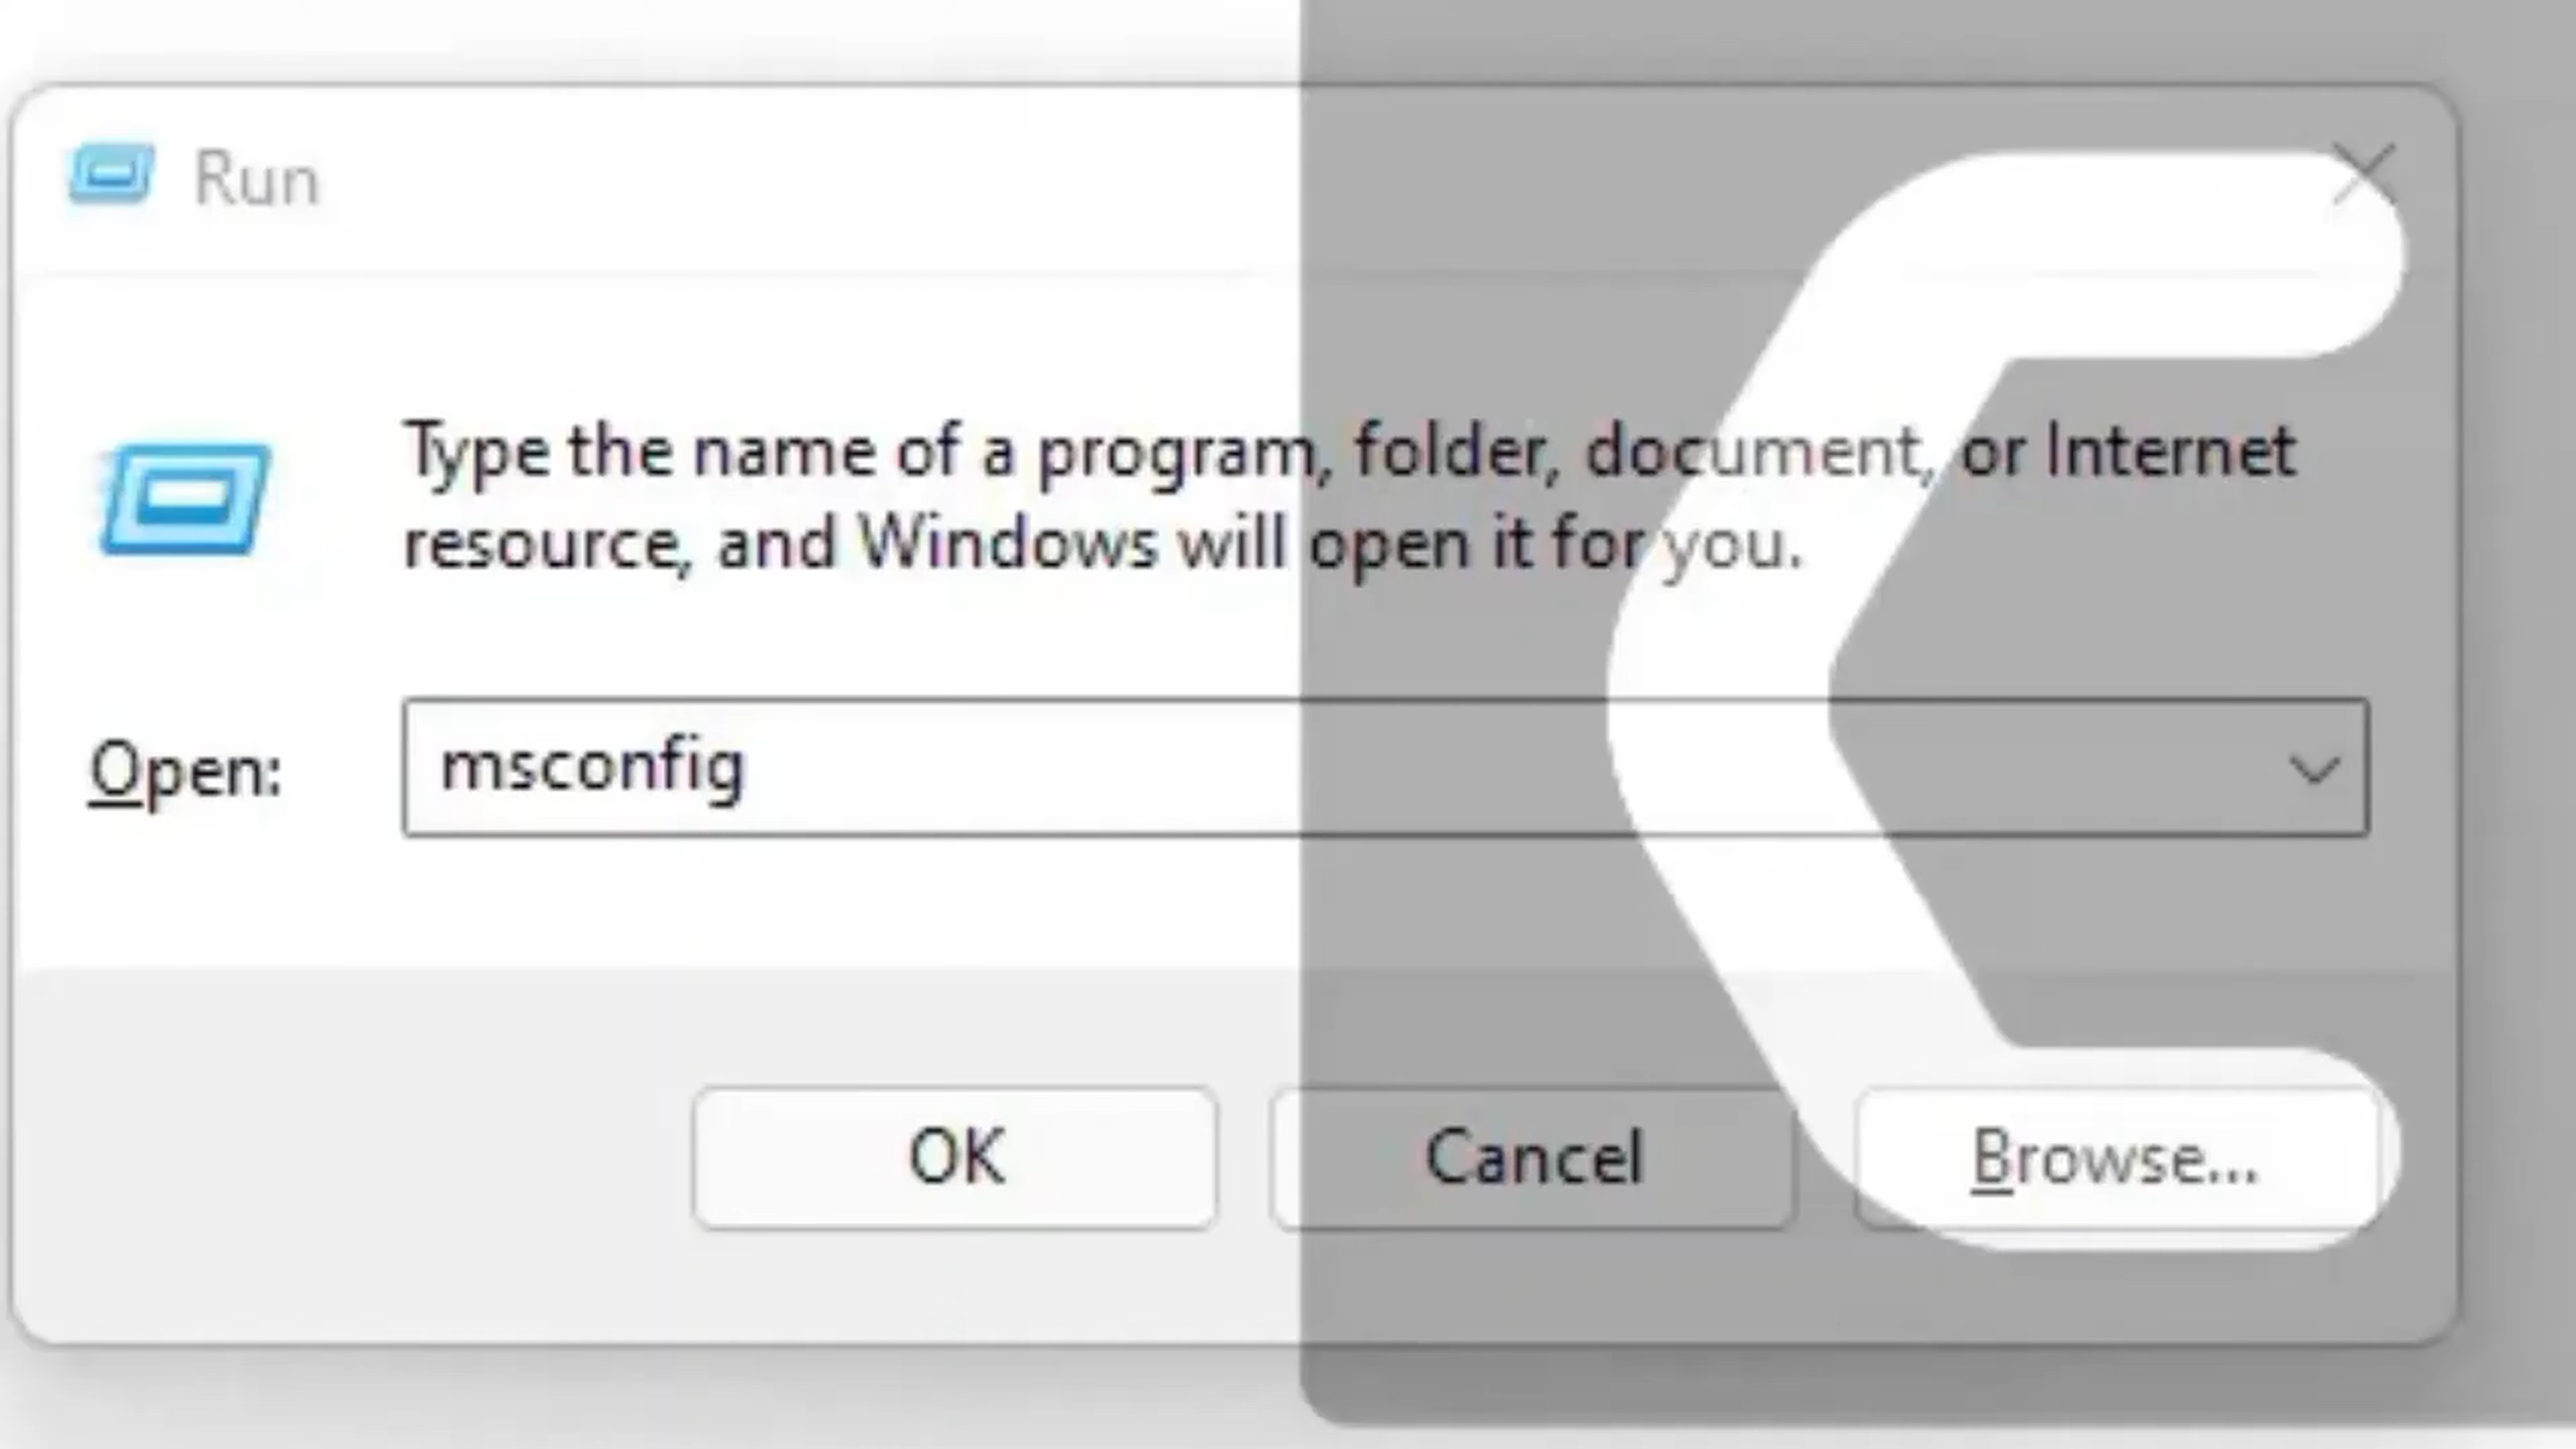 Run
Type the name of a program, folder, document, or Internet
resource, and Windows will open it for you.
Open: msconfig
OK Cancel Browse...